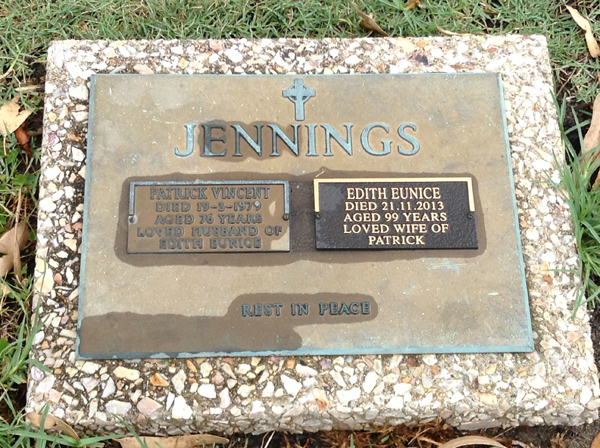 JENNINGS
PATRICK VINCENT
DIED 19-2-1979
AGED 76 YEARS
LOVED HUSBAND OF
EDITH EUNICE
EDITH EUNICE
DIED 21.11.2013
AGED 99 YEARS
LOVED WIFE OF
PATRICK
REST IN PEACE